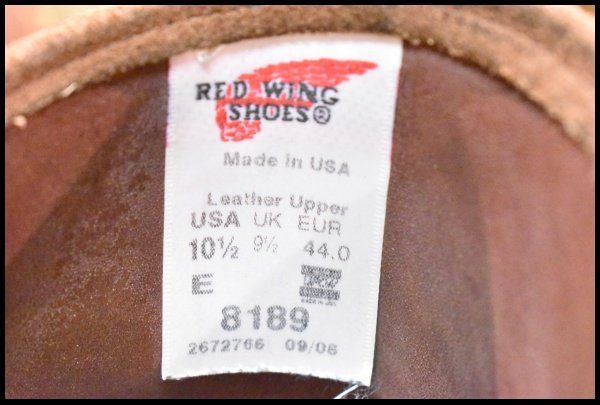 RED WING
SHOES®
Made in USA
Leather Upper
USA UK EUR
10½ 9½ 44.0
E
8189
2672766 09/06